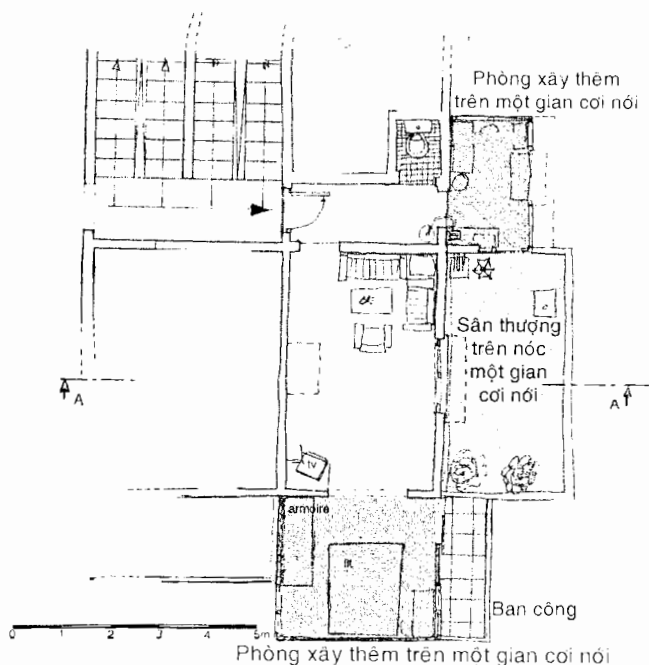 Phòng xây thêm
trên một gian cơi nới
Sân thượng
trên nóc
một gian
cơi nới
A
A
TV
armoire
Ban công
0 1 2 3 4 5m
Phòng xây thêm trên một gian cơi nới